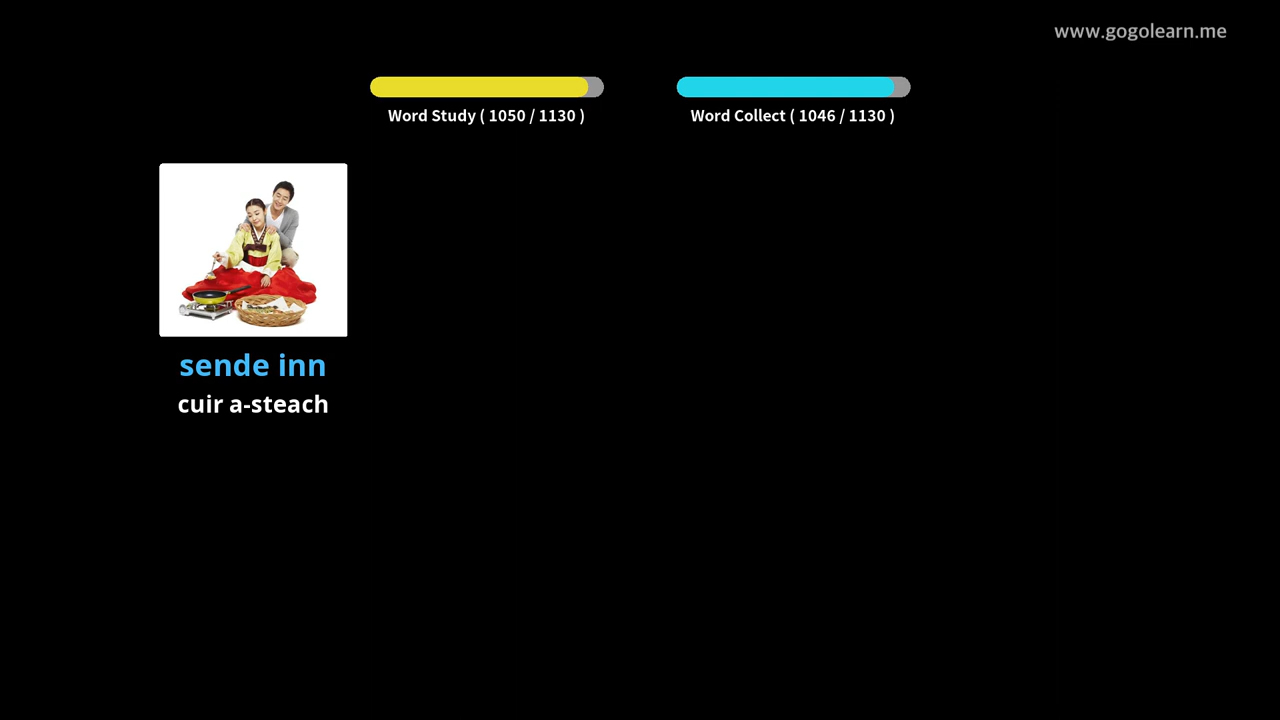 www.gogolearn.me
Word Study ( 1050 / 1130 )
Word Collect ( 1046 / 1130 )
sende inn
cuir a-steach